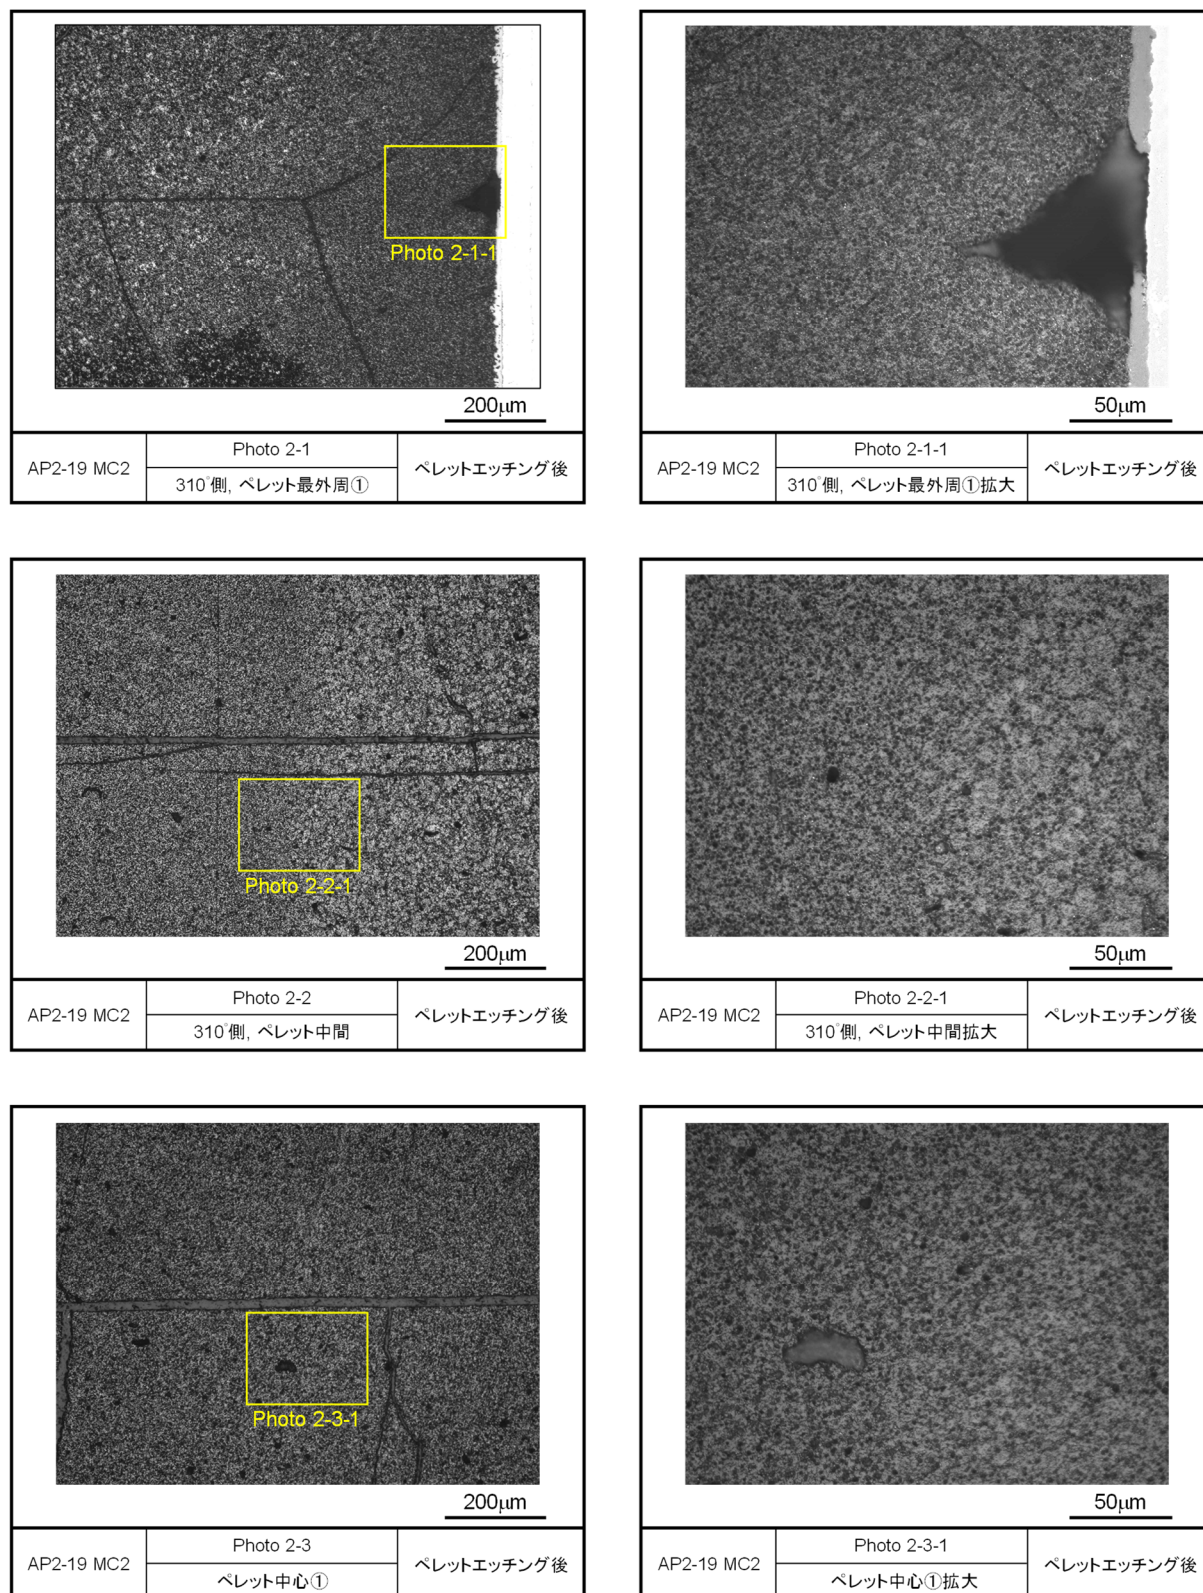 Photo 2-1-1
200μm
AP2-19 MC2
Photo 2-1
310°側, ペレット最外周①
ペレットエッチング後
50μm
AP2-19 MC2
Photo 2-1-1
310°側, ペレット最外周①拡大
ペレットエッチング後
Photo 2-2-1
200μm
AP2-19 MC2
Photo 2-2
310°側, ペレット中間
ペレットエッチング後
50μm
AP2-19 MC2
Photo 2-2-1
310°側, ペレット中間拡大
ペレットエッチング後
Photo 2-3-1
200μm
AP2-19 MC2
Photo 2-3
ペレット中心①
ペレットエッチング後
50μm
AP2-19 MC2
Photo 2-3-1
ペレット中心①拡大
ペレットエッチング後